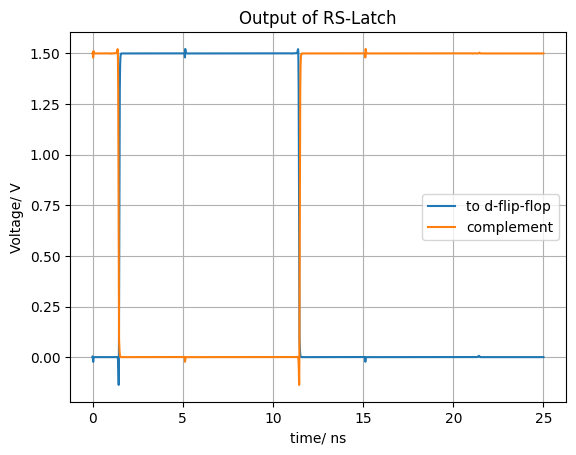 Output of RS-Latch
Voltage/ V
1.50
1.25
1.00
0.75
0.50
0.25
0.00
to d-flip-flop
complement
0
5
10
15
20
25
time/ ns